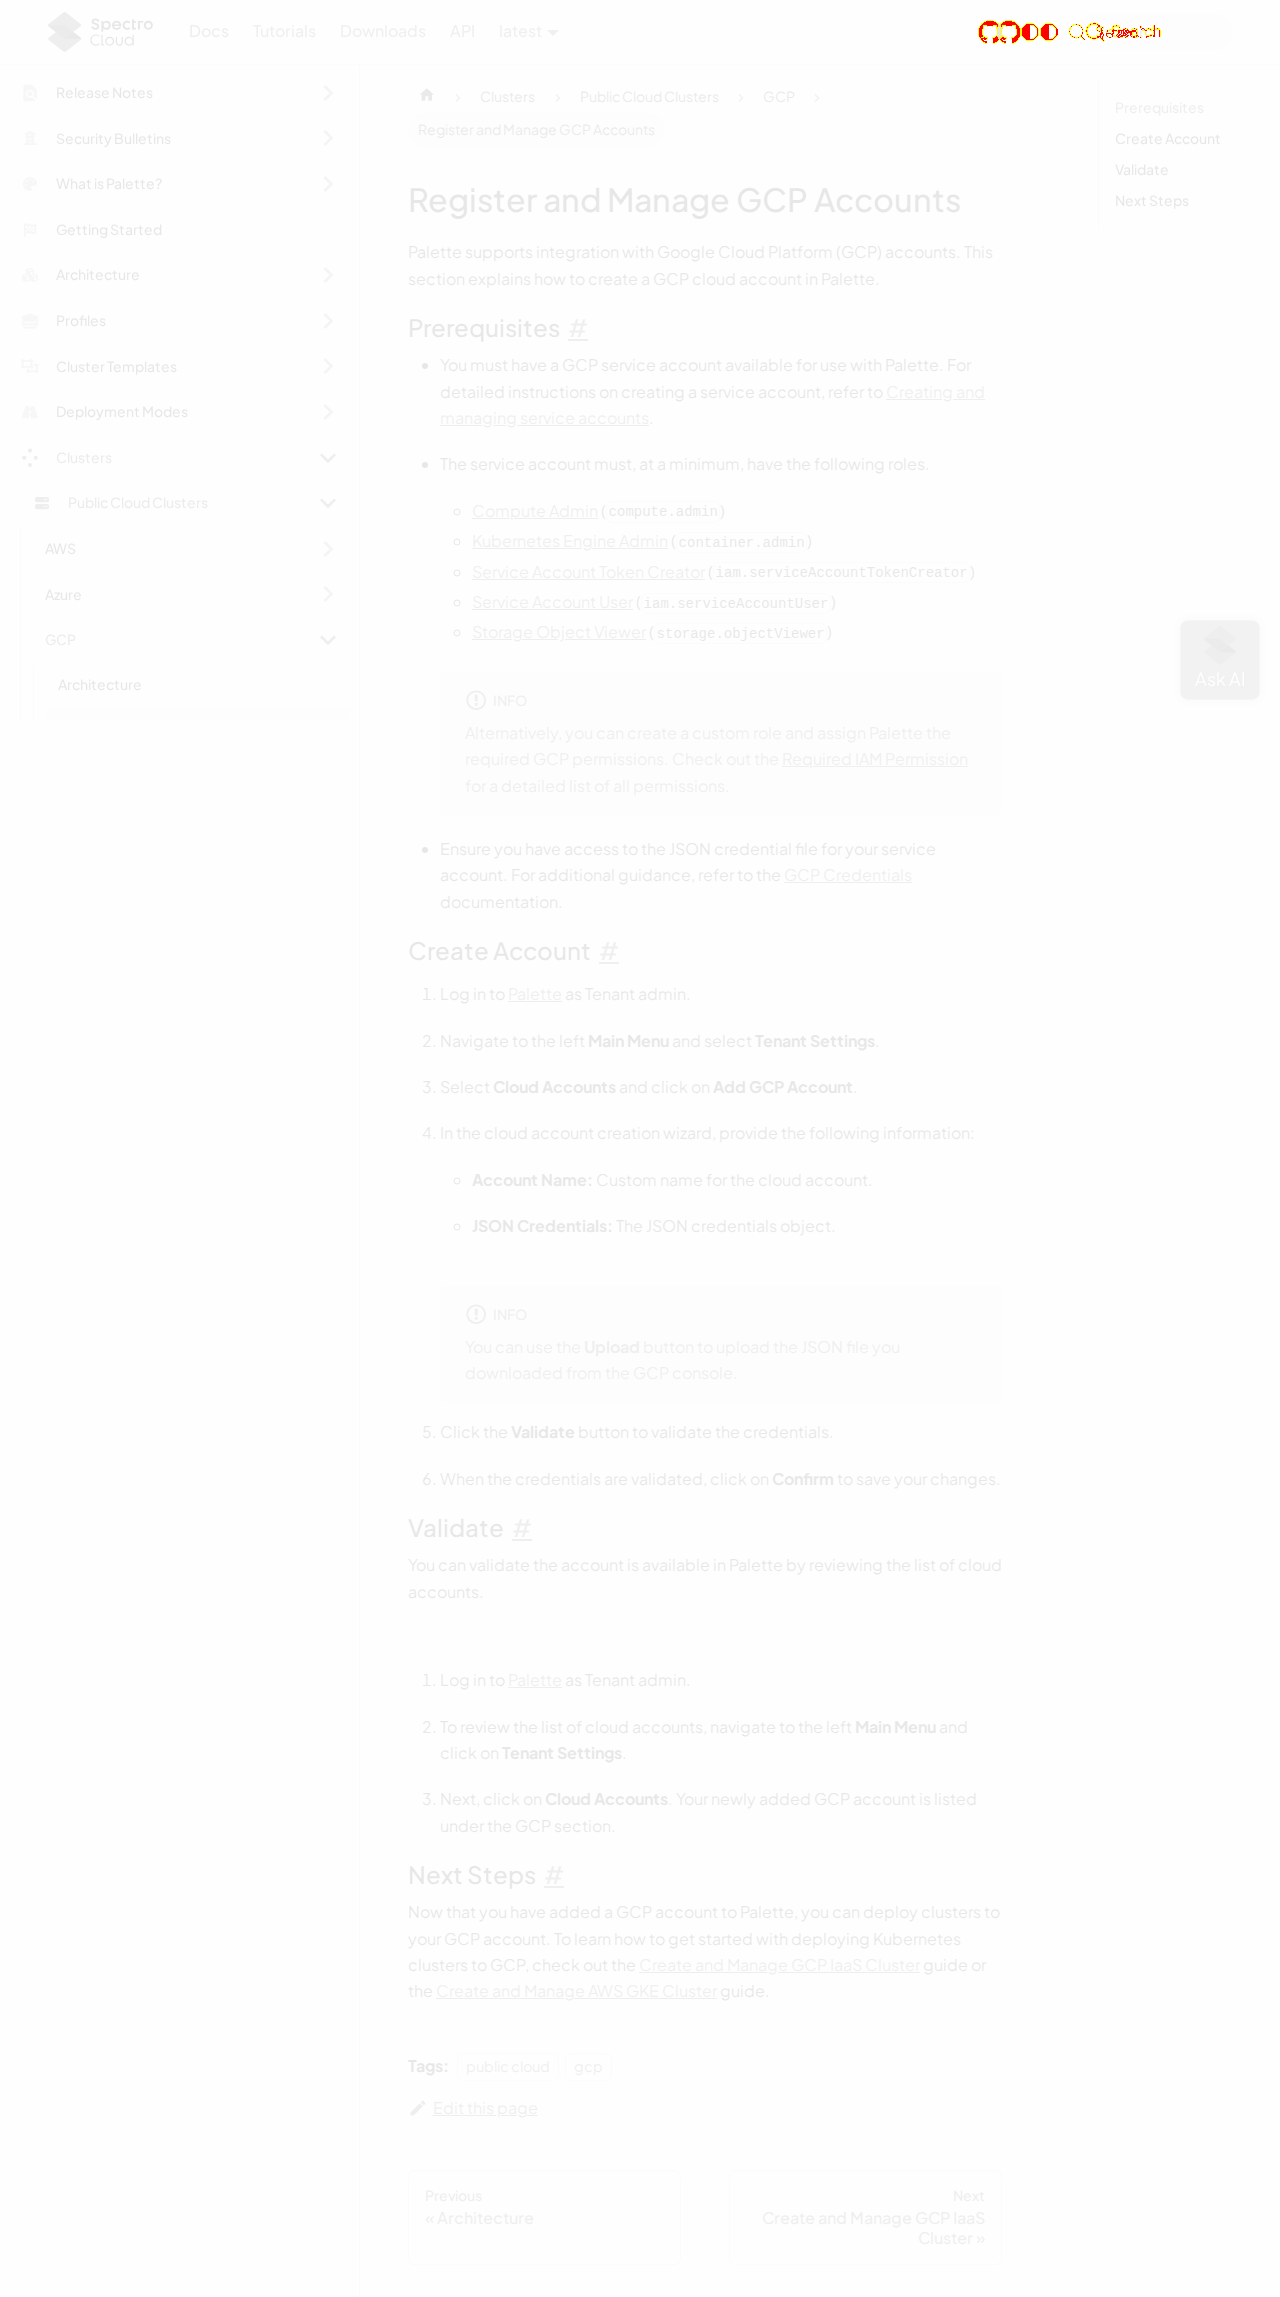 Spectro
Cloud
Docs
Tutorials
Downloads
API
latest
Release Notes
Security Bulletins
What is Palette?
Getting Started
Architecture
Profiles
Cluster Templates
Deployment Modes
Clusters
Public Cloud Clusters
AWS
Azure
GCP
Architecture
Clusters
Public Cloud Clusters
GCP
Register and Manage GCP Accounts
Register and Manage GCP Accounts
Palette supports integration with Google Cloud Platform (GCP) accounts. This
section explains how to create a GCP cloud account in Palette.
Prerequisites #
You must have a GCP service account available for use with Palette. For
detailed instructions on creating a service account, refer to Creating and
managing service accounts.
The service account must, at a minimum, have the following roles.
Compute Admin (compute.admin)
Kubernetes Engine Admin (container.admin)
Service Account Token Creator (iam.serviceAccountTokenCreator)
Service Account User (iam.serviceAccountUser)
Storage Object Viewer (storage.objectViewer)
INFO
Alternatively, you can create a custom role and assign Palette the
required GCP permissions. Check out the Required IAM Permission
for a detailed list of all permissions.
Ensure you have access to the JSON credential file for your service
account. For additional guidance, refer to the GCP Credentials
documentation.
Create Account #
1. Log in to Palette as Tenant admin.
2. Navigate to the left Main Menu and select Tenant Settings.
3. Select Cloud Accounts and click on Add GCP Account.
4. In the cloud account creation wizard, provide the following information:
Account Name: Custom name for the cloud account.
JSON Credentials: The JSON credentials object.
INFO
You can use the Upload button to upload the JSON file you
downloaded from the GCP console.
5. Click the Validate button to validate the credentials.
6. When the credentials are validated, click on Confirm to save your changes.
Validate #
You can validate the account is available in Palette by reviewing the list of cloud
accounts.
1. Log in to Palette as Tenant admin.
2. To review the list of cloud accounts, navigate to the left Main Menu and
click on Tenant Settings.
3. Next, click on Cloud Accounts. Your newly added GCP account is listed
under the GCP section.
Next Steps #
Now that you have added a GCP account to Palette, you can deploy clusters to
your GCP account. To learn how to get started with deploying Kubernetes
clusters to GCP, check out the Create and Manage GCP IaaS Cluster guide or
the Create and Manage AWS GKE Cluster guide.
Tags: public cloud gcp
Edit this page
Previous
« Architecture
Next
Create and Manage GCP IaaS
Cluster »
Prerequisites
Create Account
Validate
Next Steps
Ask AI